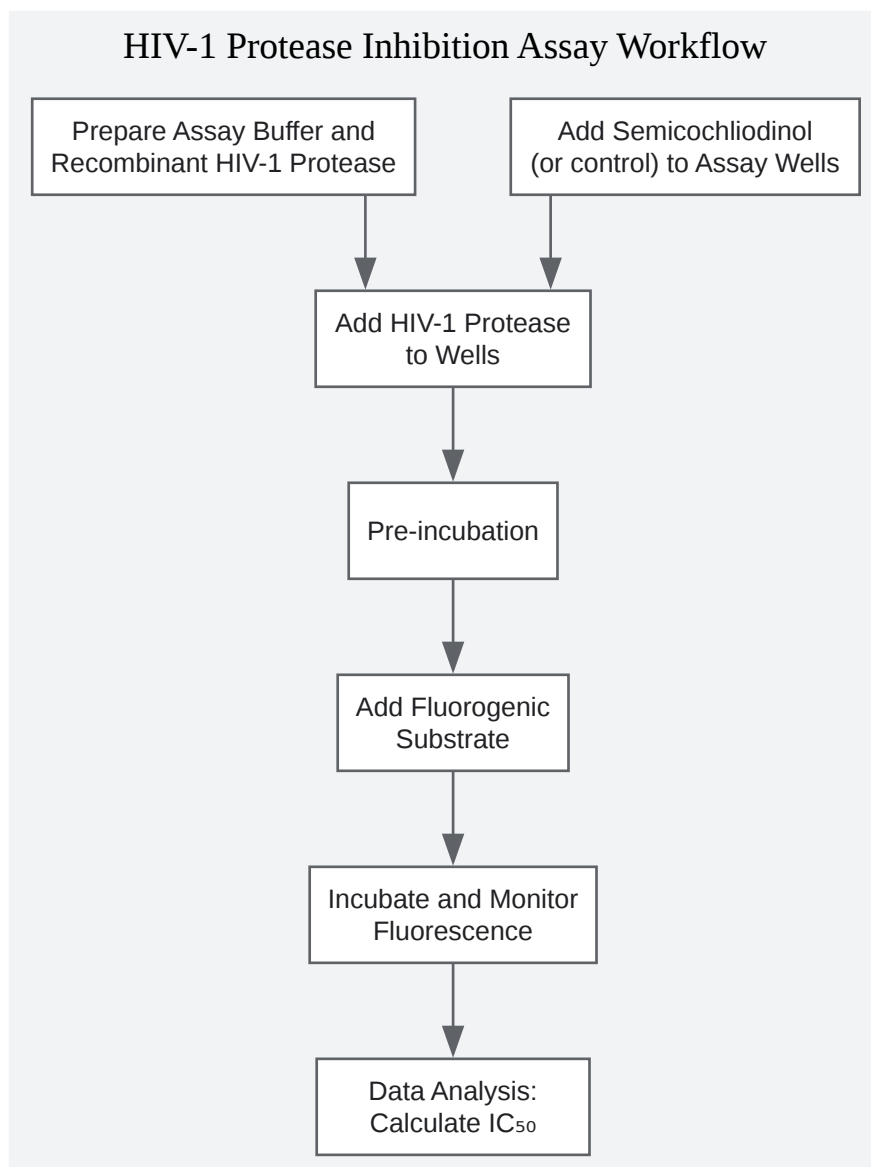 HIV-1 Protease Inhibition Assay Workflow
Prepare Assay Buffer and
Recombinant HIV-1 Protease
Add Semicochliodinol
(or control) to Assay Wells
Add HIV-1 Protease
to Wells
Pre-incubation
Add Fluorogenic
Substrate
Incubate and Monitor
Fluorescence
Data Analysis:
Calculate IC₅₀